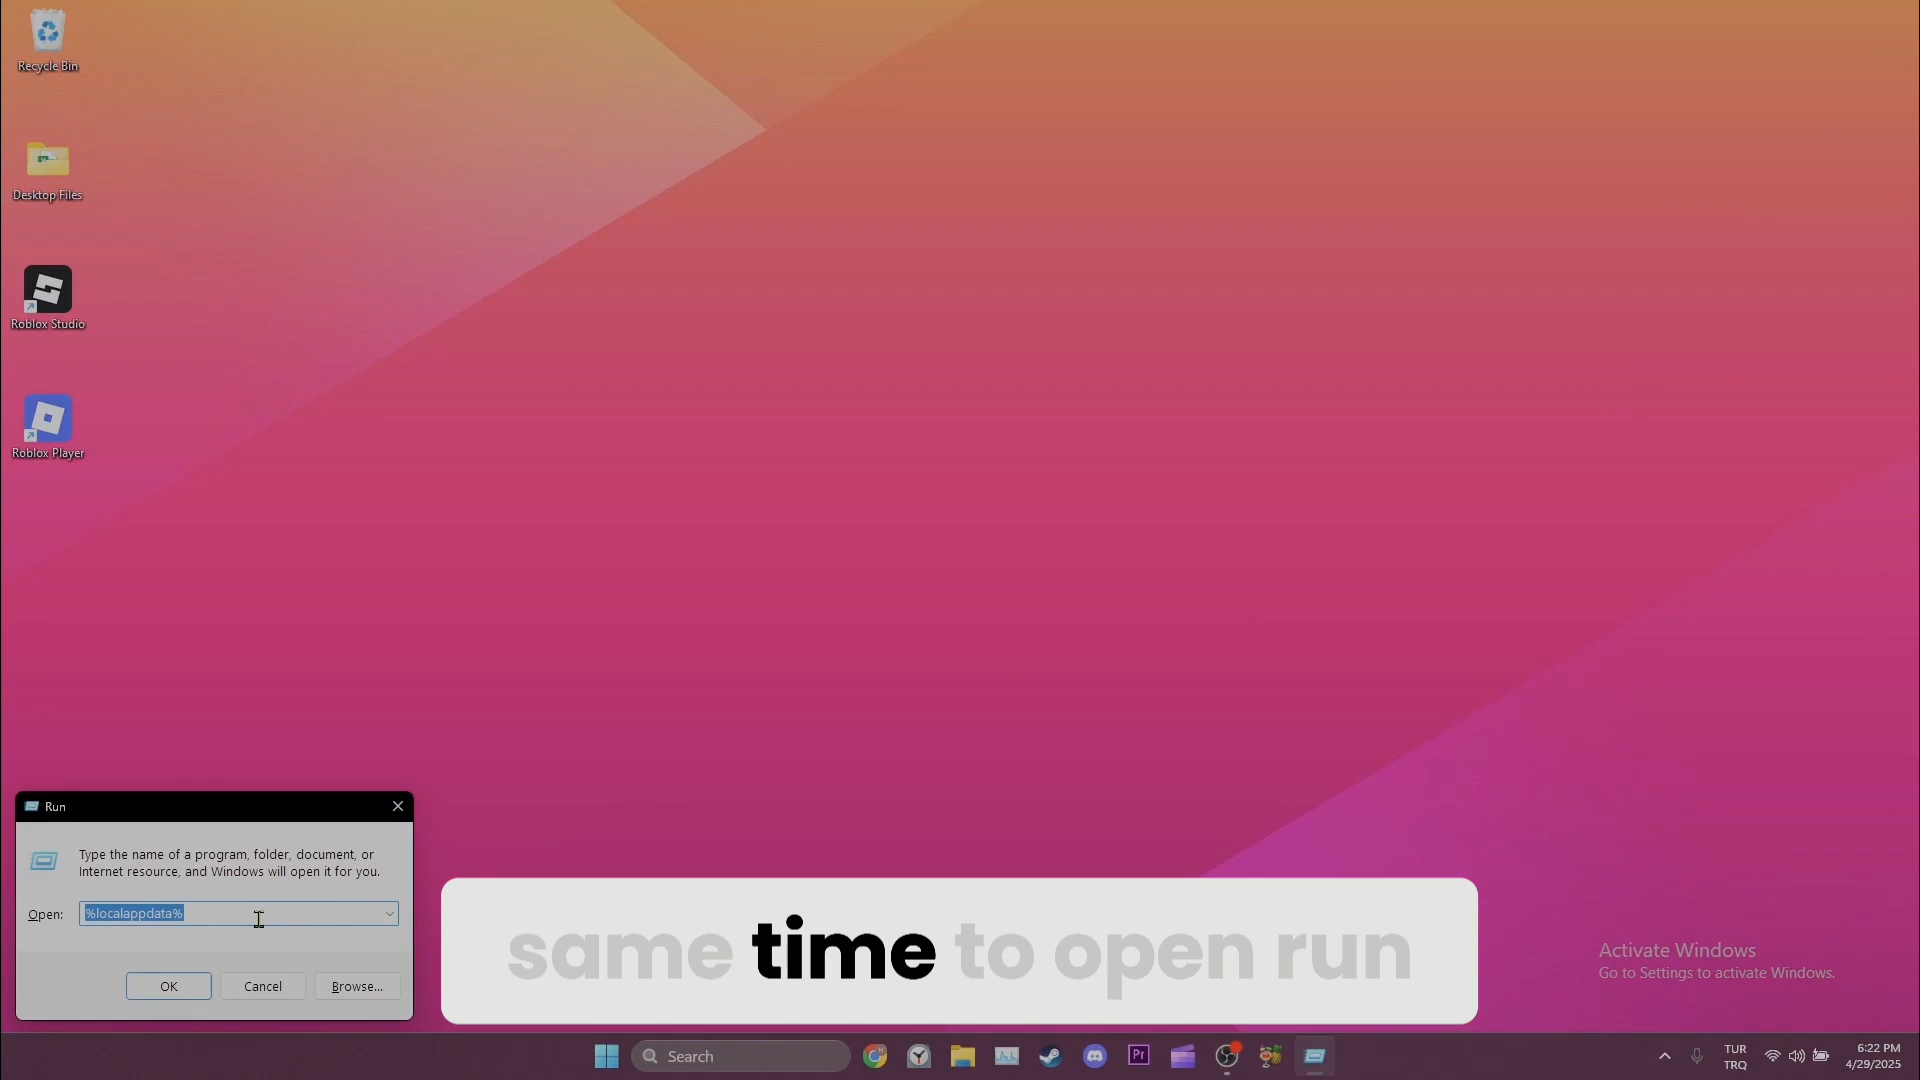 Recycle Bin
Desktop Files
Roblox Studio
Roblox Player
Run
Type the name of a program, folder, document, or
Internet resource, and Windows will open it for you.
Open:
%localappdata%
OK
Cancel
Browse...
same time to open run
Activate Windows
Go to Settings to activate Windows.
Search
Pr
TUR
TRQ
6:22 PM
4/29/2025